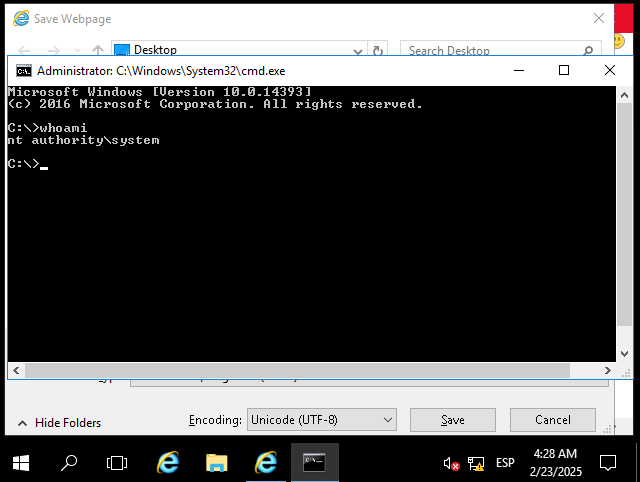 Save Webpage
Desktop
Search Desktop
Administrator: C:\Windows\System32\cmd.exe
Microsoft Windows [Version 10.0.14393]
(c) 2016 Microsoft Corporation. All rights reserved.
C:\>whoami
nt authority\system
C:\>
Hide Folders
Encoding:
Unicode (UTF-8)
Save
Cancel
ESP
4:28 AM
2/23/2025